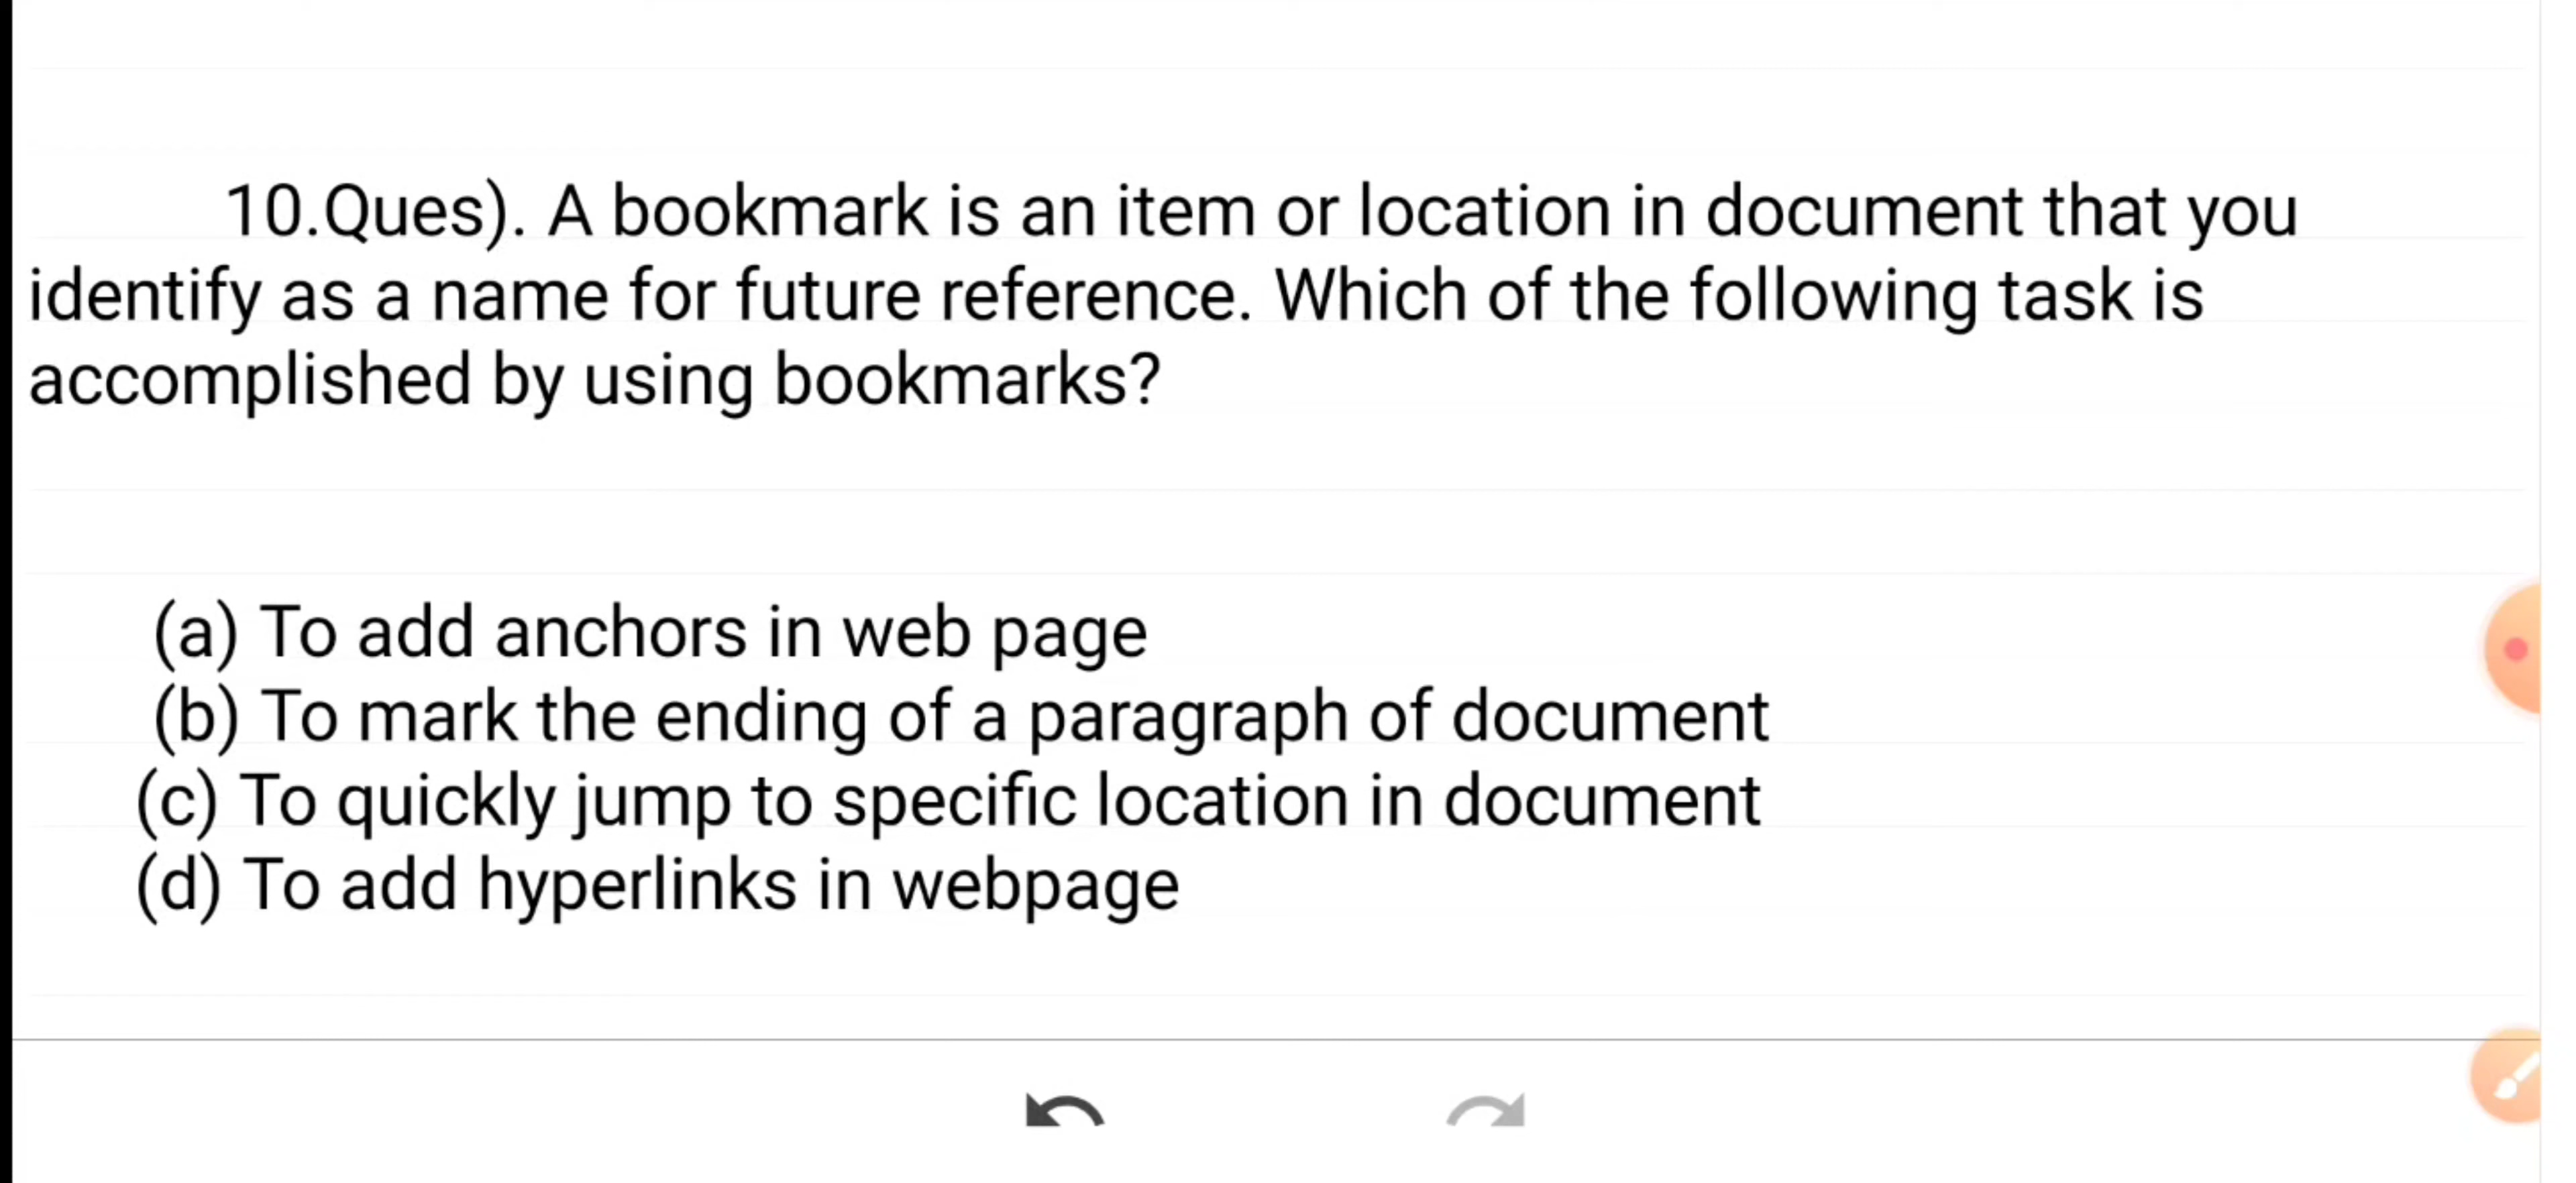 10.Ques). A bookmark is an item or location in document that you
identify as a name for future reference. Which of the following task is
accomplished by using bookmarks?
(a) To add anchors in web page
(b) To mark the ending of a paragraph of document
(c) To quickly jump to specific location in document
(d) To add hyperlinks in webpage